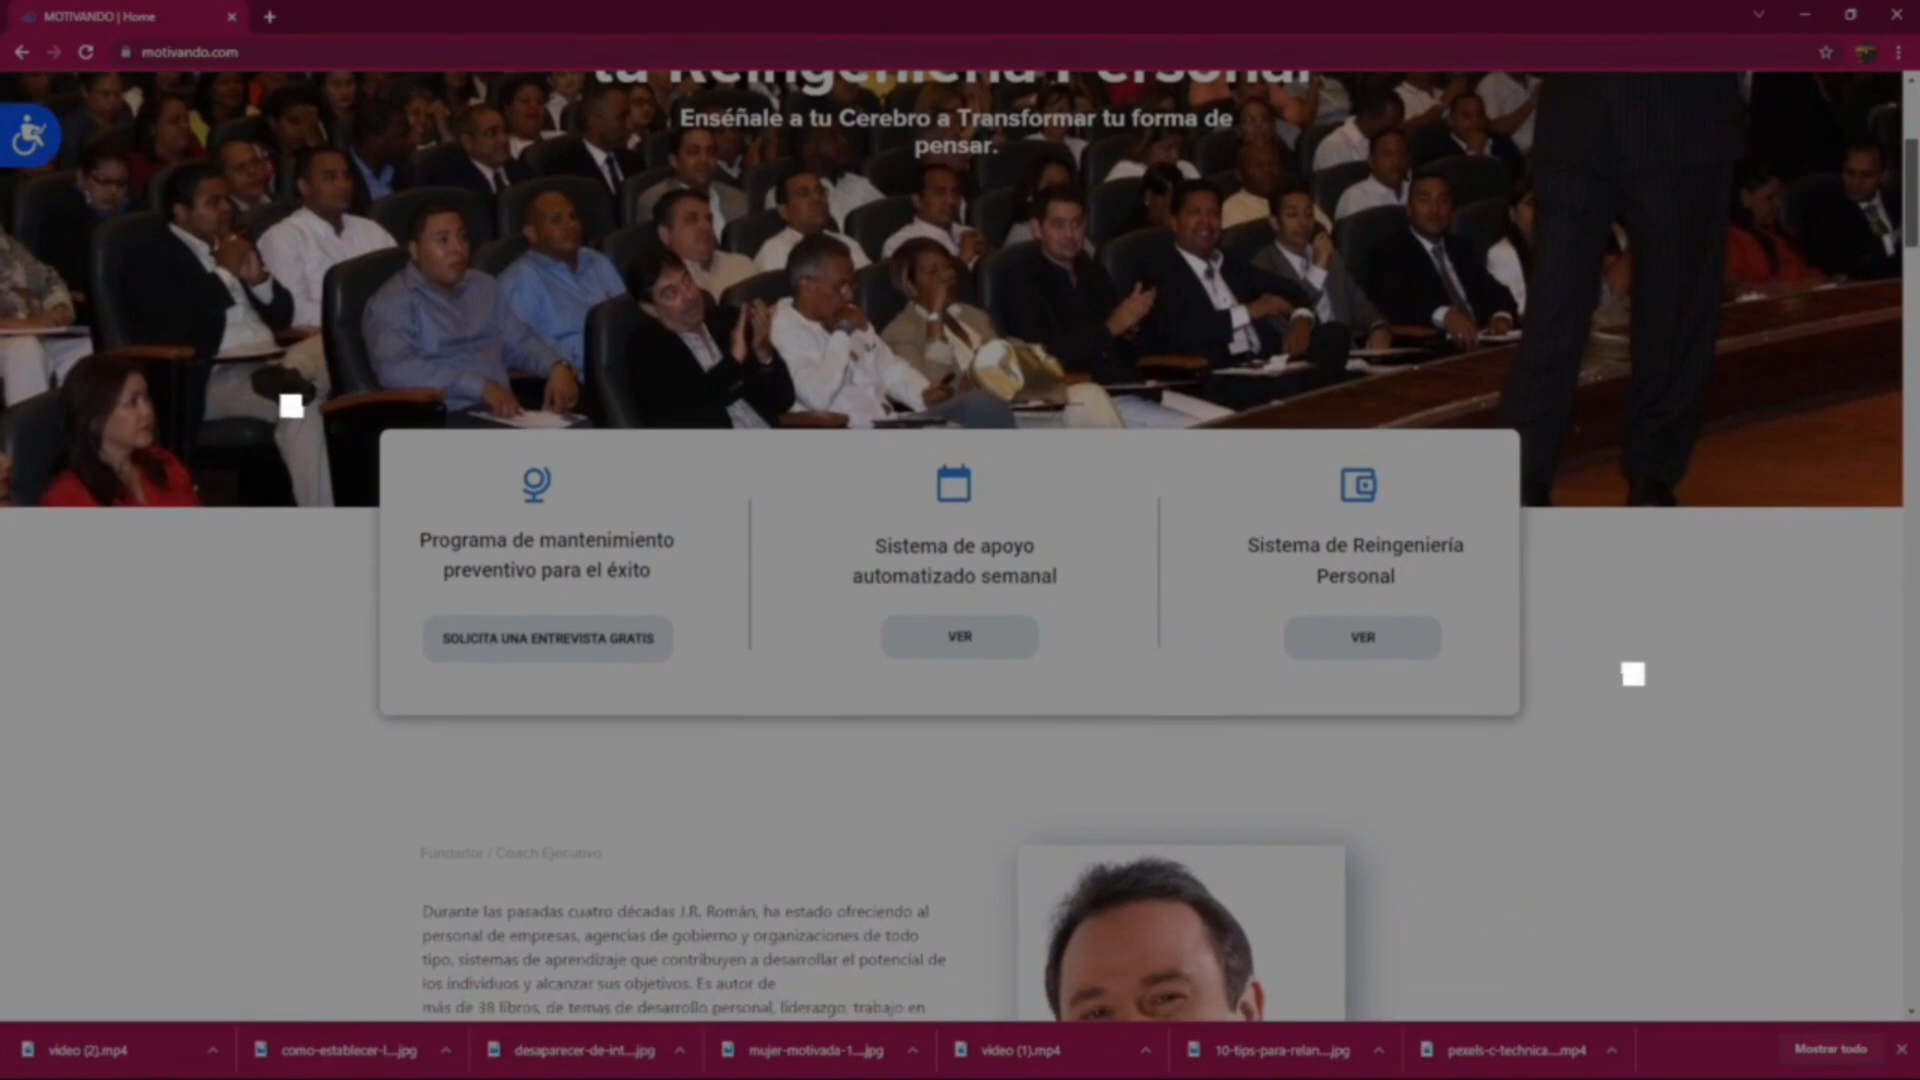 MOTIVANDO | Home
motivando.com
tu Reingeniería Personal
Enséñale a tu Cerebro a Transformar tu forma de
pensar.
Programa de mantenimiento
preventivo para el éxito
SOLICITA UNA ENTREVISTA GRATIS
Sistema de apoyo
automatizado semanal
VER
Sistema de Reingeniería
Personal
VER
Fundador / Coach Ejecutivo
Durante las pasadas cuatro décadas J.R. Román, ha estado ofreciendo al
personal de empresas, agencias de gobierno y organizaciones de todo
tipo, sistemas de aprendizaje que contribuyen a desarrollar el potencial de
los individuos y alcanzar sus objetivos. Es autor de
más de 38 libros, de temas de desarrollo personal, liderazgo, trabajo en
video (2).mp4
como-establecer-l....jpg
desaparecer-de-int....jpg
mujer-motivada-1....jpg
video (1).mp4
10-tips-para-relan....jpg
pexels-c-technica....mp4
Mostrar todo